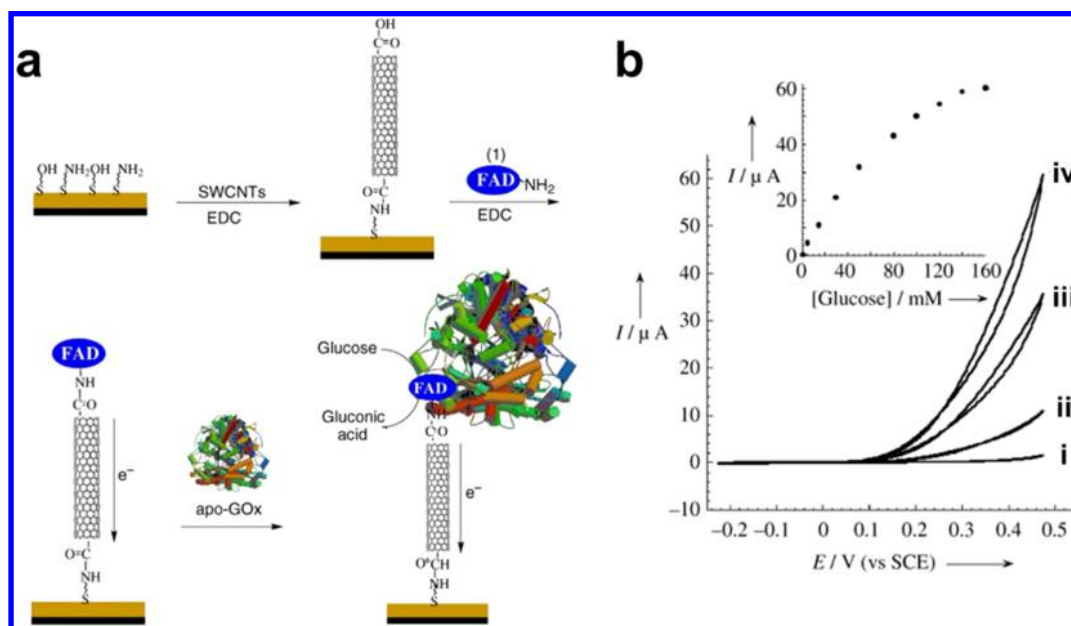 a
OH
C=O
OH NH2 OH NH2
S S S S
SWCNTs
EDC
O=C
NH
S
(1)
FAD NH2
EDC
FAD
NH
C=O
e−
O=C
NH
S
apo-GOx
Glucose
FAD
Gluconic
acid
NH
C O
e−
CH
NH
S
b
60
40
20
0
I / μ A
0 40 80 120 160
[Glucose] / mM
60
50
40
30
20
10
0
−10
I / μ A
iv
iii
ii
i
−0.2 −0.1 0 0.1 0.2 0.3 0.4 0.5
E / V (vs SCE)